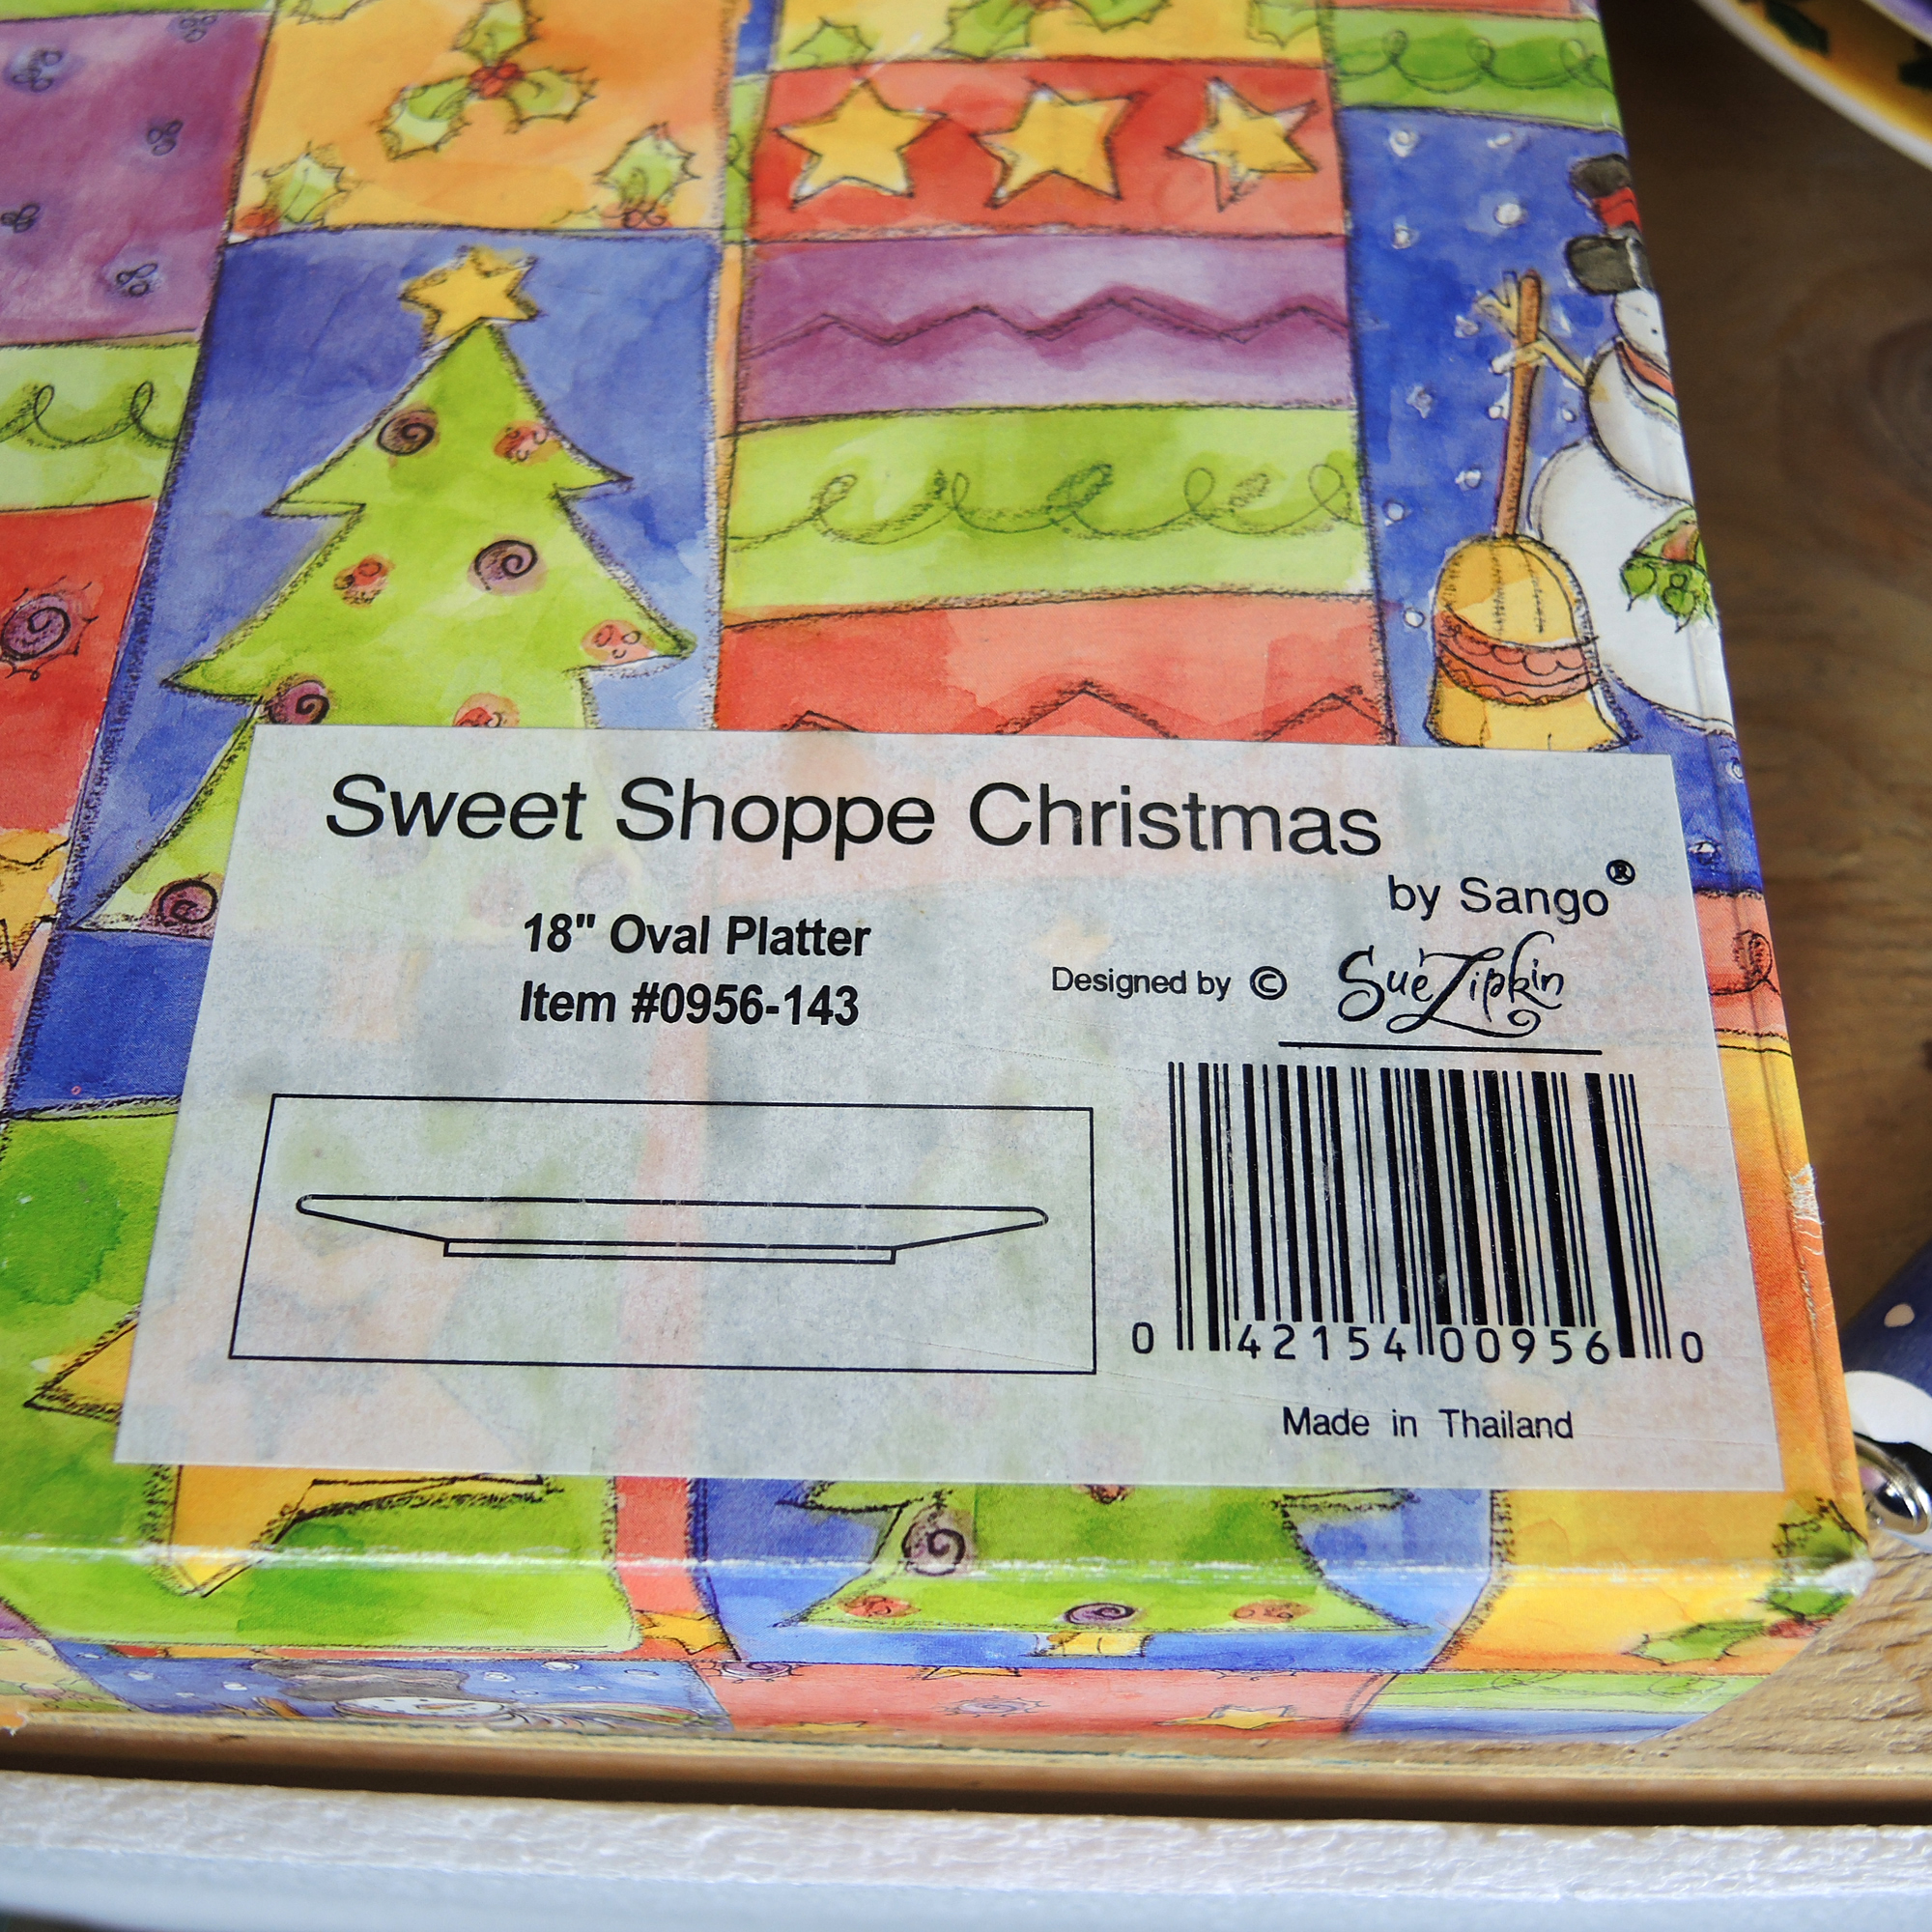 Sweet Shoppe Christmas
by Sango®
18" Oval Platter
Item #0956-143
Designed by © Sue Zipkin
0 42154 00956 0
Made in Thailand